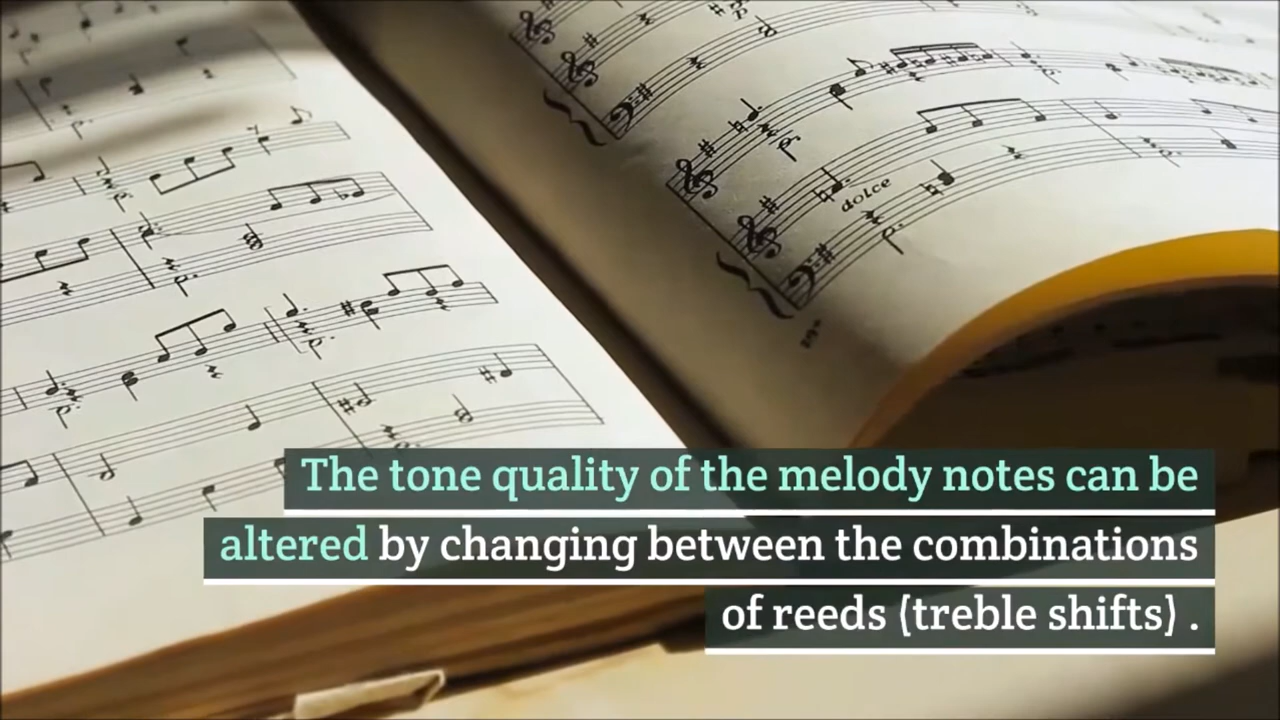 dolce
The tone quality of the melody notes can be
altered by changing between the combinations
of reeds (treble shifts) .